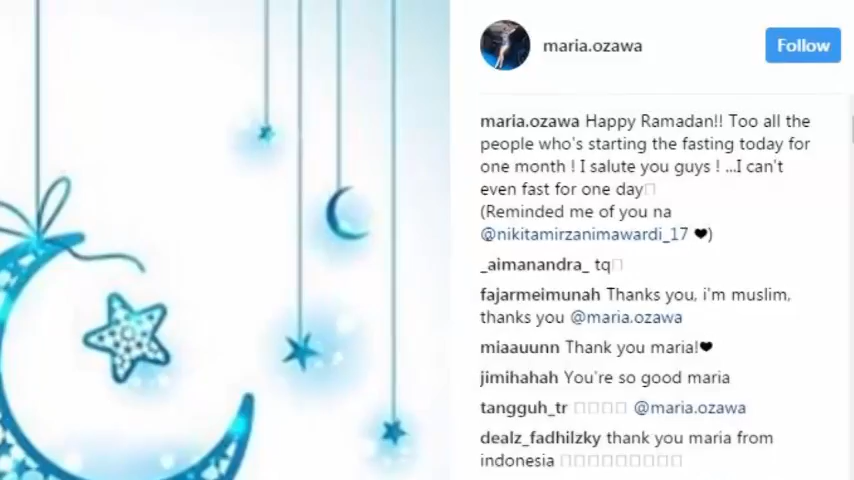 maria.ozawa
Follow
maria.ozawa Happy Ramadan!! Too all the
people who's starting the fasting today for
one month ! I salute you guys ! ...I can't
even fast for one day
(Reminded me of you na
@nikitamirzanimawardi_17 ❤)
_aimanandra_ tq
fajarmeimunah Thanks you, i'm muslim,
thanks you @maria.ozawa
miaauunn Thank you maria!❤
jimihahah You're so good maria
tangguh_tr @maria.ozawa
dealz_fadhilzky thank you maria from
indonesia